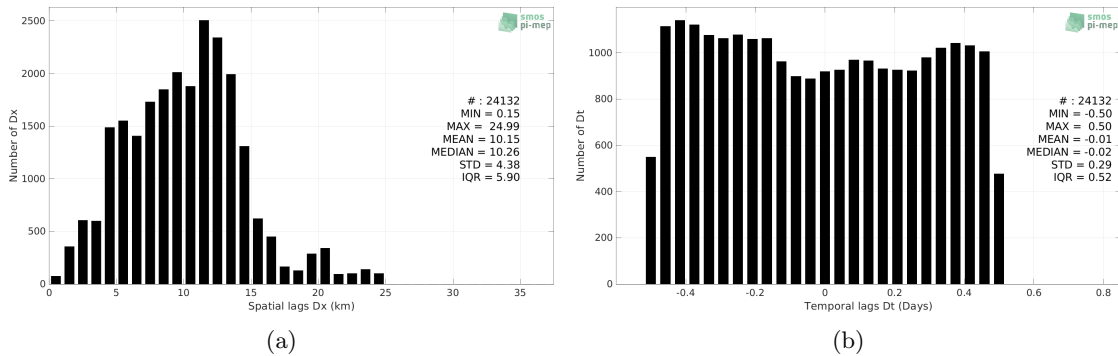 2500
2000
1500
1000
500
0
Number of Dx
smos
pi-mep
# : 24132
MIN = 0.15
MAX = 24.99
MEAN = 10.15
MEDIAN = 10.26
STD = 4.38
IQR = 5.90
0 5 10 15 20 25 30 35
Spatial lags Dx (km)
(a)
1000
800
600
400
200
0
Number of Dt
smos
pi-mep
# : 24132
MIN = -0.50
MAX = 0.50
MEAN = -0.01
MEDIAN = -0.02
STD = 0.29
IQR = 0.52
-0.4 -0.2 0 0.2 0.4 0.6 0.8
Temporal lags Dt (Days)
(b)